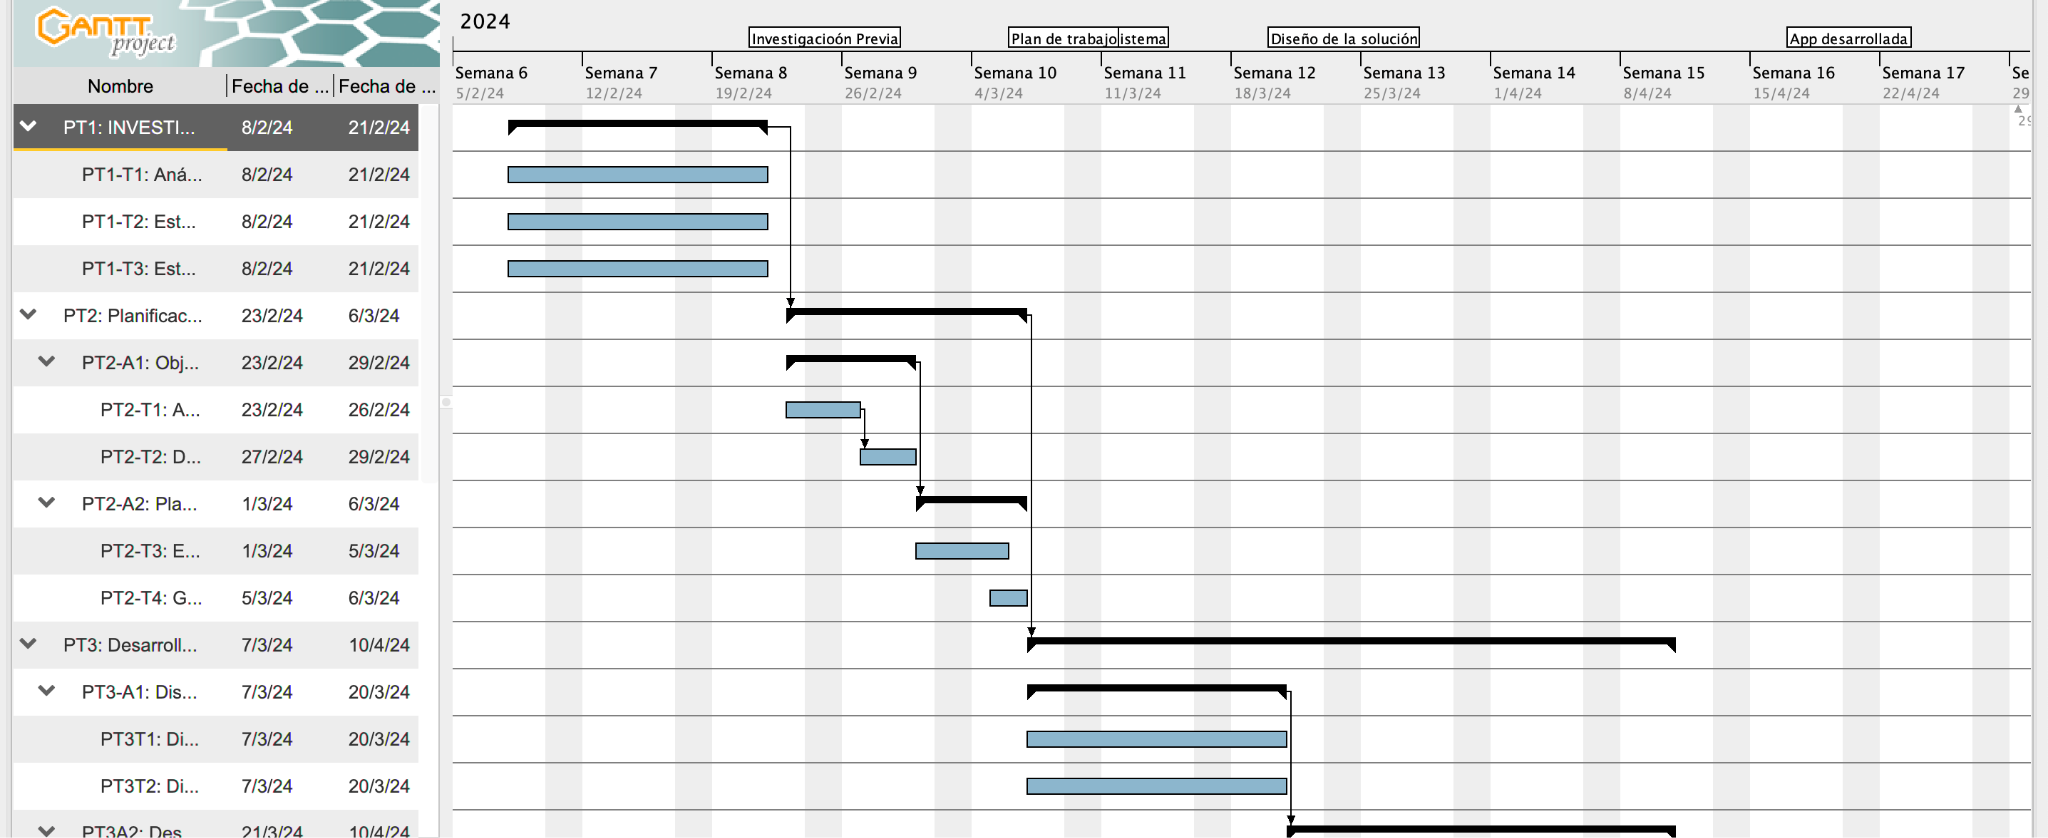 GANTT
project
2024
Investigacioón Previa
Plan de trabajo
istema
Diseño de la solución
App desarrollada
Nombre
Fecha de ...
Fecha de ...
Semana 6
Semana 7
Semana 8
Semana 9
Semana 10
Semana 11
Semana 12
Semana 13
Semana 14
Semana 15
Semana 16
Semana 17
Se
5/2/24
12/2/24
19/2/24
26/2/24
4/3/24
11/3/24
18/3/24
25/3/24
1/4/24
8/4/24
15/4/24
22/4/24
29
29
PT1: INVESTI... 8/2/24 21/2/24
PT1-T1: Aná... 8/2/24 21/2/24
PT1-T2: Est... 8/2/24 21/2/24
PT1-T3: Est... 8/2/24 21/2/24
PT2: Planificac... 23/2/24 6/3/24
PT2-A1: Obj... 23/2/24 29/2/24
PT2-T1: A... 23/2/24 26/2/24
PT2-T2: D... 27/2/24 29/2/24
PT2-A2: Pla... 1/3/24 6/3/24
PT2-T3: E... 1/3/24 5/3/24
PT2-T4: G... 5/3/24 6/3/24
PT3: Desarroll... 7/3/24 10/4/24
PT3-A1: Dis... 7/3/24 20/3/24
PT3T1: Di... 7/3/24 20/3/24
PT3T2: Di... 7/3/24 20/3/24
PT3A2: Des 21/3/24 10/4/24